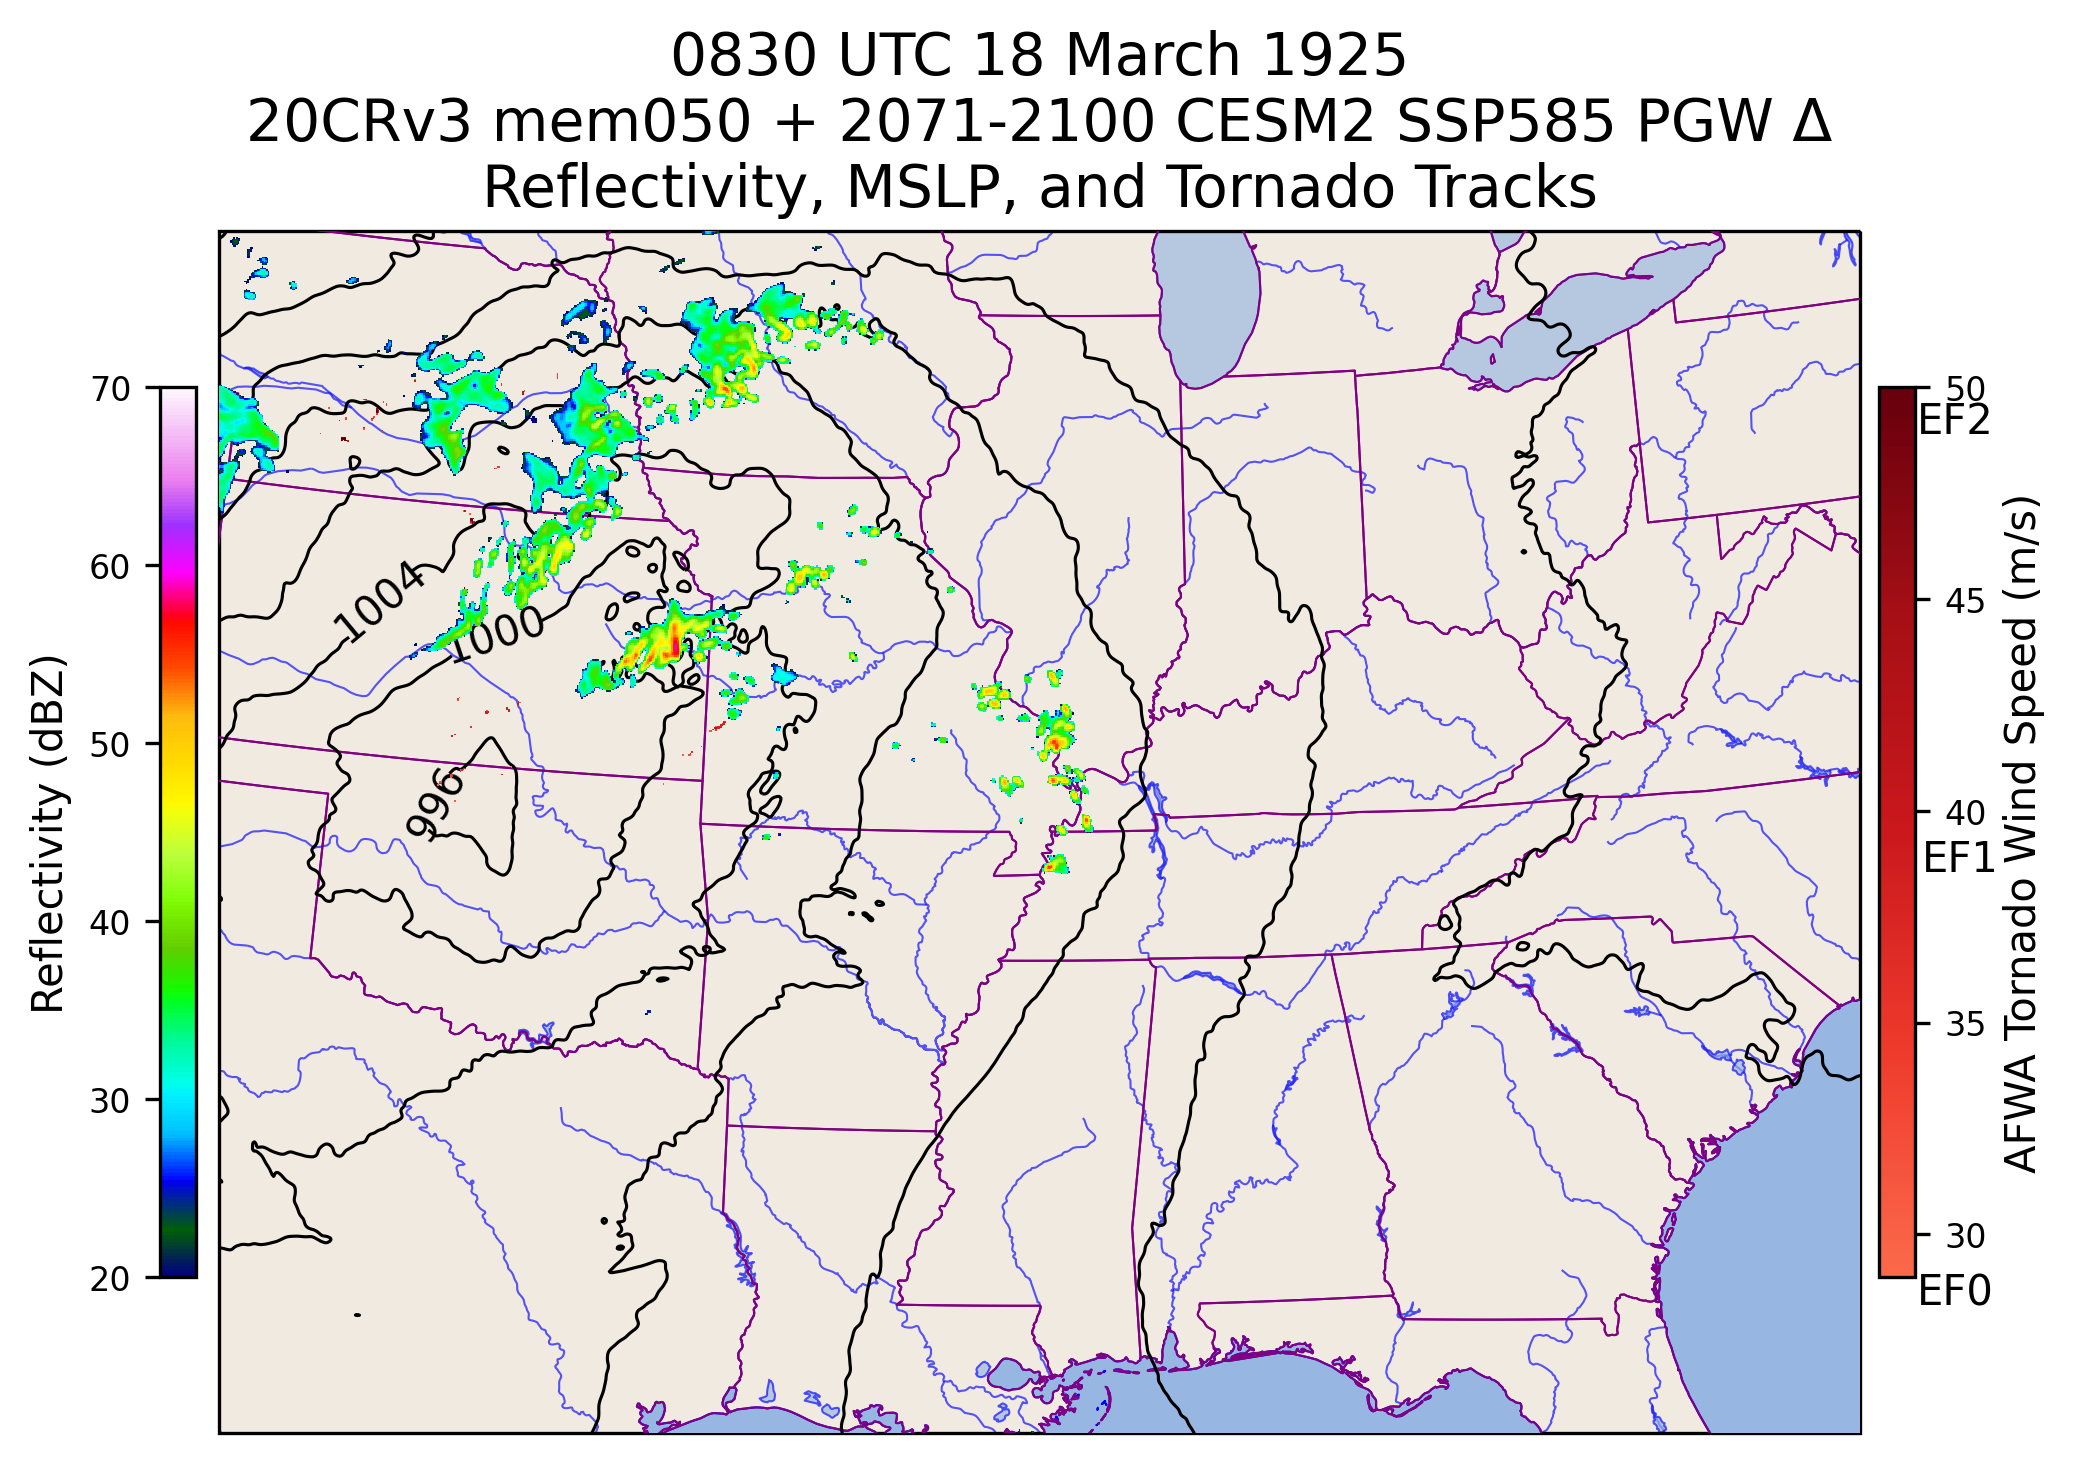 0830 UTC 18 March 1925
20CRv3 mem050 + 2071-2100 CESM2 SSP585 PGW Δ
Reflectivity, MSLP, and Tornado Tracks
70
60
50
40
30
20
Reflectivity (dBZ)
1004
1000
996
50
EF2
45
40
EF1
35
30
EF0
AFWA Tornado Wind Speed (m/s)